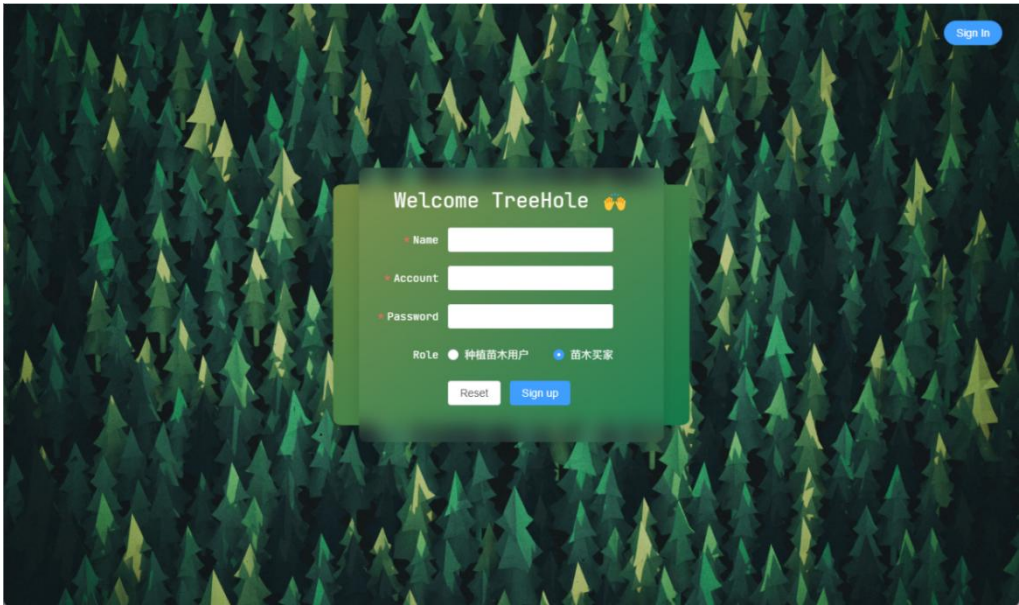 Sign In
Welcome TreeHole 🙌
* Name
* Account
* Password
Role 种植苗木用户 苗木买家
Reset Sign up